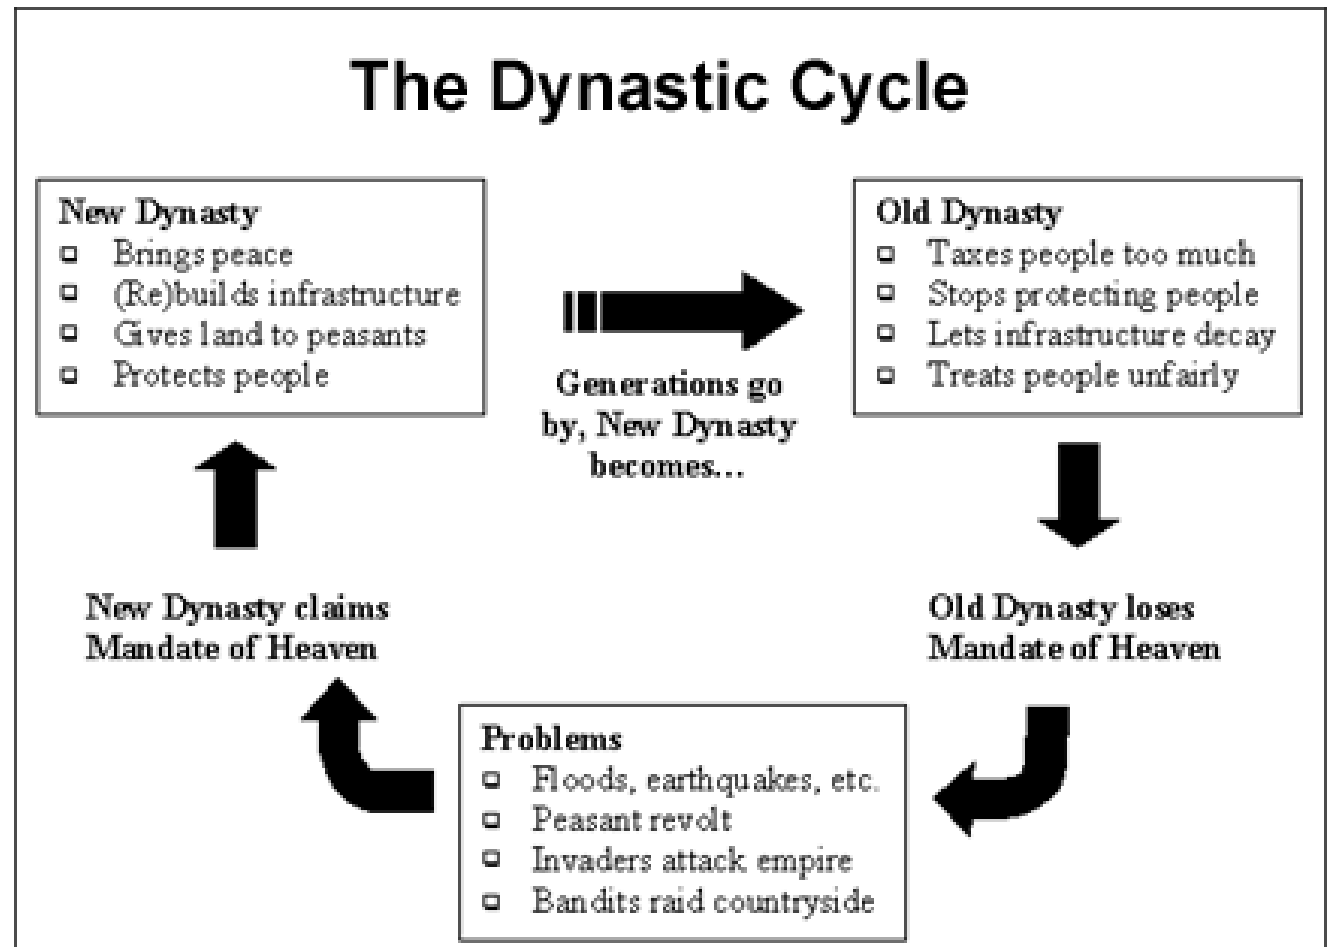 The Dynastic Cycle
New Dynasty
Brings peace
(Re)builds infrastructure
Gives land to peasants
Protects people
Generations go
by, New Dynasty
becomes...
Old Dynasty
Taxes people too much
Stops protecting people
Lets infrastructure decay
Treats people unfairly
Old Dynasty loses
Mandate of Heaven
Problems
Floods, earthquakes, etc.
Peasant revolt
Invaders attack empire
Bandits raid countryside
New Dynasty claims
Mandate of Heaven